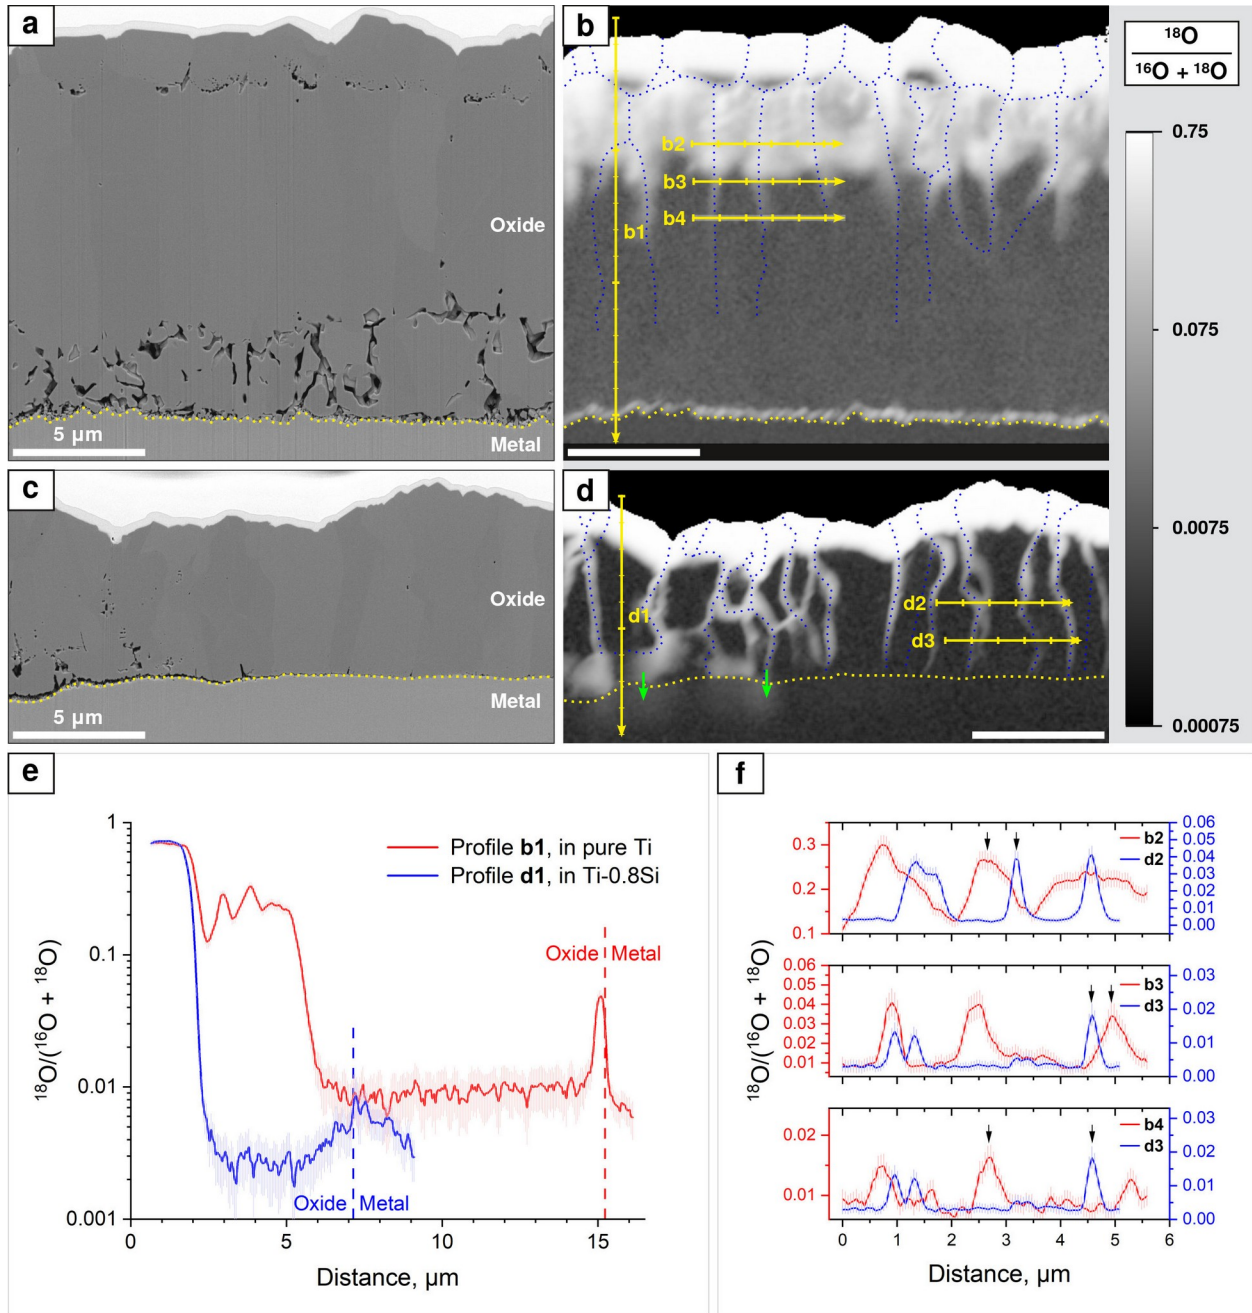 a
Oxide
5 µm
Metal
b
b2
b3
b4
b1
¹⁸O
¹⁶O + ¹⁸O
0.75
0.075
0.0075
0.00075
c
Oxide
5 µm
Metal
d
d1
d2
d3
e
Profile b1, in pure Ti
Profile d1, in Ti-0.8Si
Oxide Metal
Oxide Metal
1
0.1
0.01
0.001
0 5 10 15
¹⁸O/(¹⁶O + ¹⁸O)
Distance, µm
f
b2
d2
0.3
0.2
0.1
0.06
0.05
0.04
0.03
0.02
0.01
0.00
b3
d3
0.06
0.05
0.04
0.03
0.02
0.01
0.03
0.02
0.01
0.00
b4
d3
0.02
0.01
0.03
0.02
0.01
0.00
0 1 2 3 4 5 6
¹⁸O/(¹⁶O + ¹⁸O)
Distance, µm